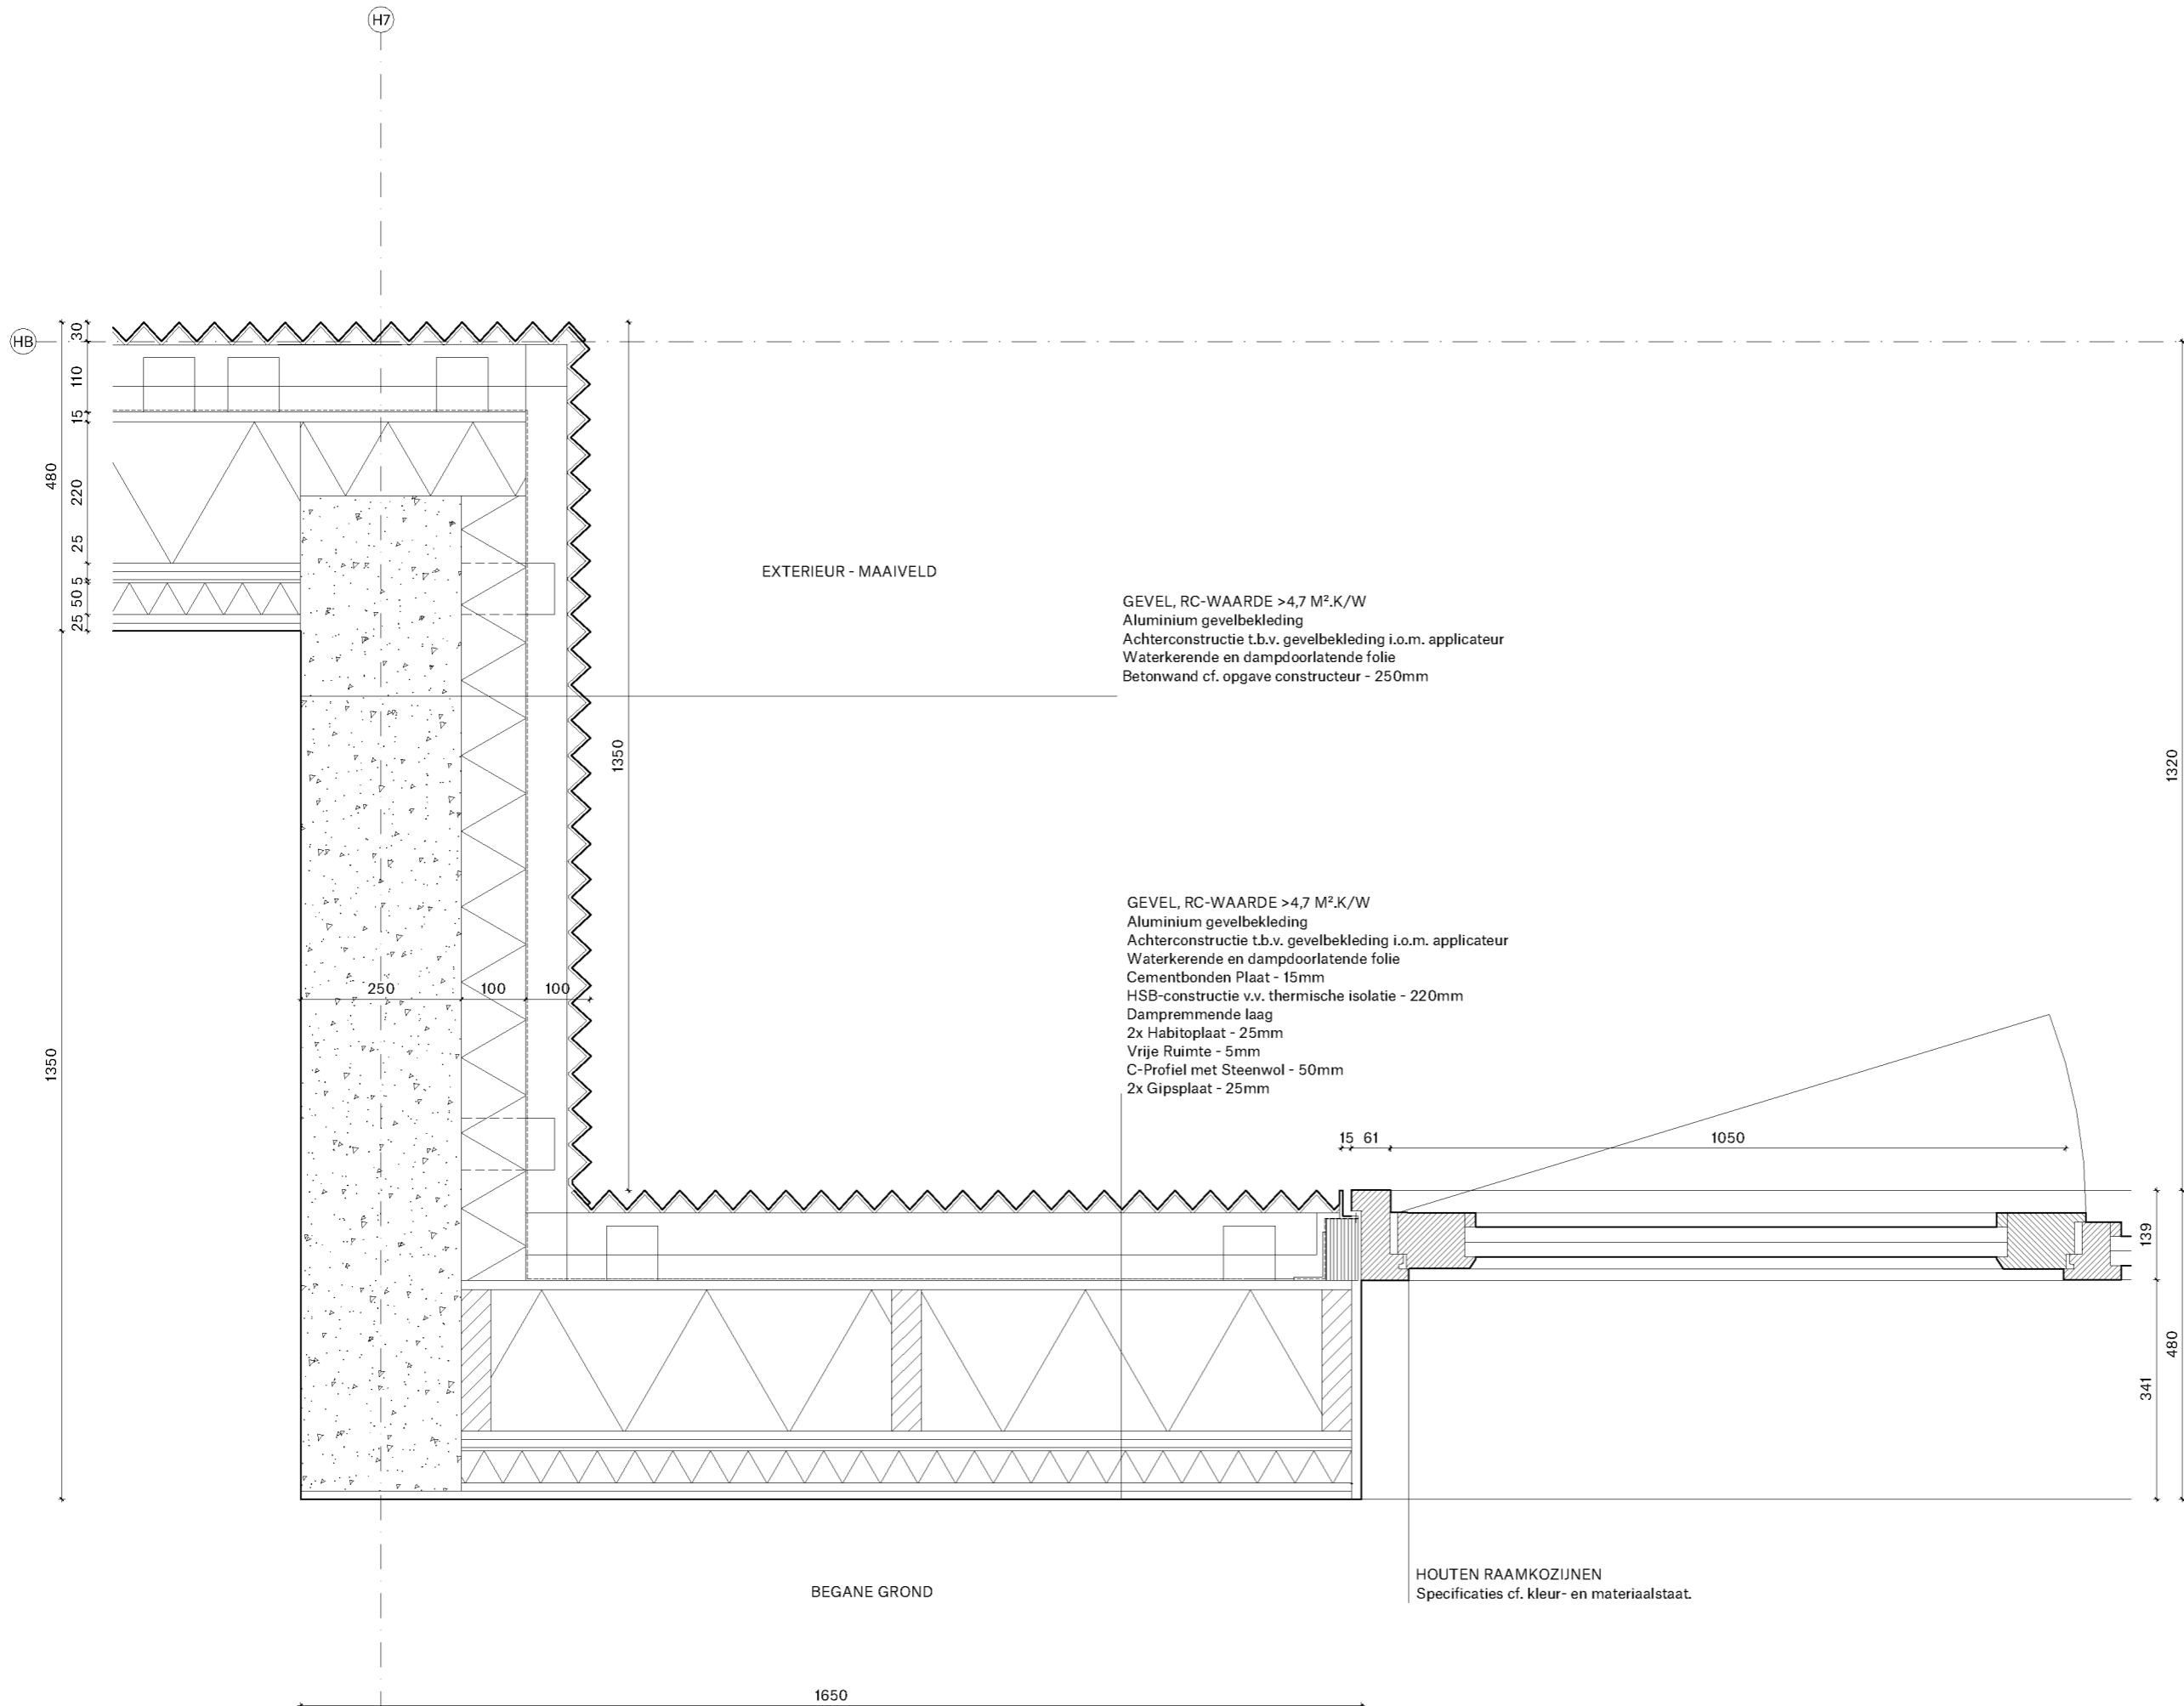 H7
HB
30
110
15
480
220
25
5
50
25
EXTERIEUR - MAAIVELD
GEVEL, RC-WAARDE >4,7 M².K/W
Aluminium gevelbekleding
Achterconstructie t.b.v. gevelbekleding i.o.m. applicateur
Waterkerende en dampdoorlatende folie
Betonwand cf. opgave constructeur - 250mm
1350
1320
GEVEL, RC-WAARDE >4,7 M².K/W
Aluminium gevelbekleding
Achterconstructie t.b.v. gevelbekleding i.o.m. applicateur
Waterkerende en dampdoorlatende folie
Cementbonden Plaat - 15mm
HSB-constructie v.v. thermische isolatie - 220mm
Dampremmende laag
2x Habitoplaat - 25mm
Vrije Ruimte - 5mm
C-Profiel met Steenwol - 50mm
2x Gipsplaat - 25mm
250
100
100
1350
15
61
1050
139
480
341
HOUTEN RAAMKOZIJNEN
Specificaties cf. kleur- en materiaalstaat.
BEGANE GROND
1650